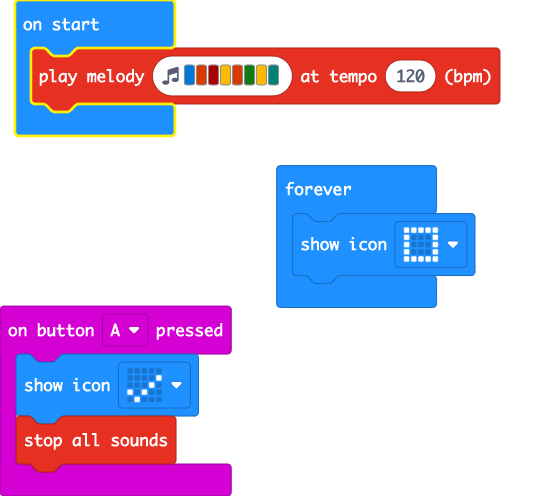 on start
play melody at tempo 120 (bpm)
forever
show icon
on button A pressed
show icon
stop all sounds